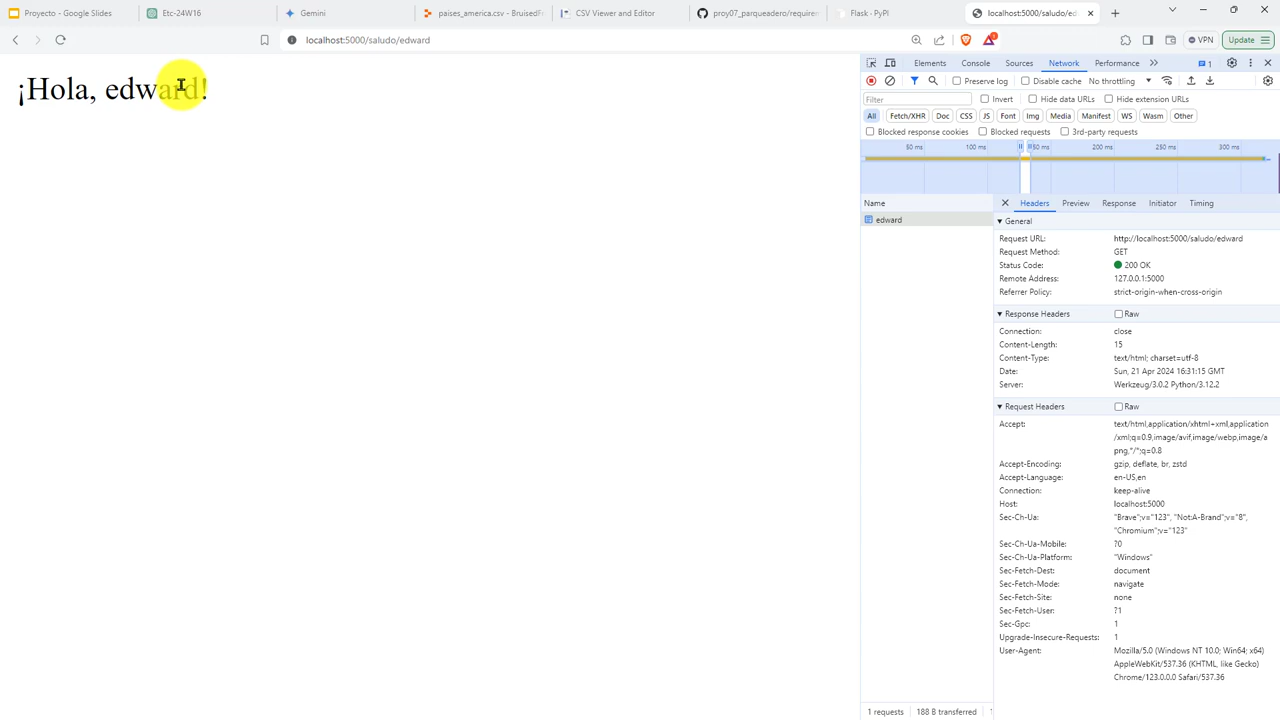 Proyecto - Google Slides
Etc-24W16
Gemini
paises_america.csv - BruisedFr
CSV Viewer and Editor
proy07_parqueadero/requirem
Flask · PyPI
localhost:5000/saludo/ed
localhost:5000/saludo/edward
VPN
Update
¡Hola, edward!
Elements
Console
Sources
Network
Performance
1
Preserve log
Disable cache
No throttling
Filter
Invert
Hide data URLs
Hide extension URLs
All
Fetch/XHR
Doc
CSS
JS
Font
Img
Media
Manifest
WS
Wasm
Other
Blocked response cookies
Blocked requests
3rd-party requests
50 ms
100 ms
200 ms
250 ms
300 ms
Name
Headers
Preview
Response
Initiator
Timing
edward
General
Request URL: http://localhost:5000/saludo/edward
Request Method: GET
Status Code: 200 OK
Remote Address: 127.0.0.1:5000
Referrer Policy: strict-origin-when-cross-origin
Response Headers
Raw
Connection: close
Content-Length: 15
Content-Type: text/html; charset=utf-8
Date: Sun, 21 Apr 2024 16:31:15 GMT
Server: Werkzeug/3.0.2 Python/3.12.2
Request Headers
Raw
Accept: text/html,application/xhtml+xml,application
/xml;q=0.9,image/avif,image/webp,image/a
png,*/*;q=0.8
Accept-Encoding: gzip, deflate, br, zstd
Accept-Language: en-US,en
Connection: keep-alive
Host: localhost:5000
Sec-Ch-Ua: "Brave";v="123", "Not:A-Brand";v="8",
"Chromium";v="123"
Sec-Ch-Ua-Mobile: ?0
Sec-Ch-Ua-Platform: "Windows"
Sec-Fetch-Dest: document
Sec-Fetch-Mode: navigate
Sec-Fetch-Site: none
Sec-Fetch-User: ?1
Sec-Gpc: 1
Upgrade-Insecure-Requests: 1
User-Agent: Mozilla/5.0 (Windows NT 10.0; Win64; x64)
AppleWebKit/537.36 (KHTML, like Gecko)
Chrome/123.0.0.0 Safari/537.36
1 requests
188 B transferred